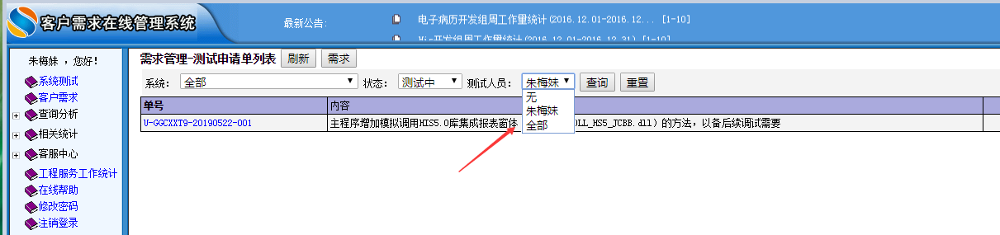 客户需求在线管理系统
最新公告:
电子病历开发组周工作量统计(2016.12.01-2016.12... [1-10]
His开发组周工作量统计(2016.12.01-2016.12.31) [1-10]
朱梅妹 ，您好!
系统测试
客户需求
查询分析
相关统计
客服中心
工程服务工作统计
在线帮助
修改密码
注销登录
需求管理-测试申请单列表 刷新 需求
系统: 全部 状态: 测试中 测试人员: 朱梅妹 查询 重置
无
朱梅妹
全部
单号 内容
U-GGCXXT9-20190522-001 主程序增加模拟调用HIS5.0库集成报表窗体 DLL_HS5_JCBB.dll）的方法，以备后续调试需要